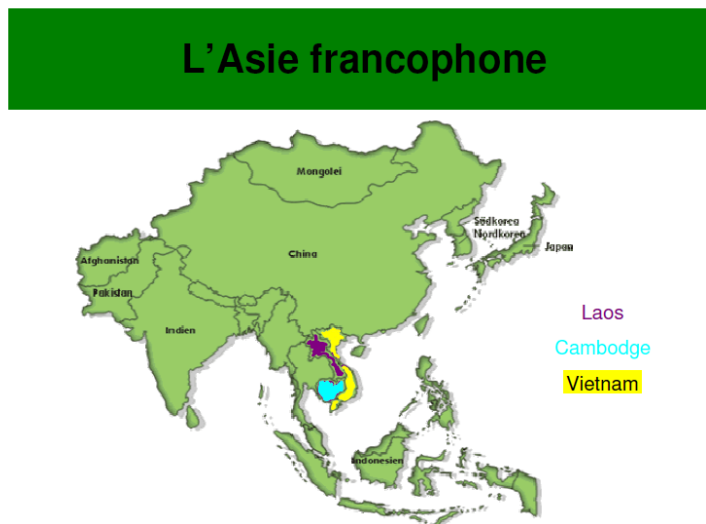 L'Asie francophone
Mongolei
Südkorea
Nordkorea
Japan
China
Afghanistan
Pakistan
Indien
Laos
Cambodge
Vietnam
Indonesien